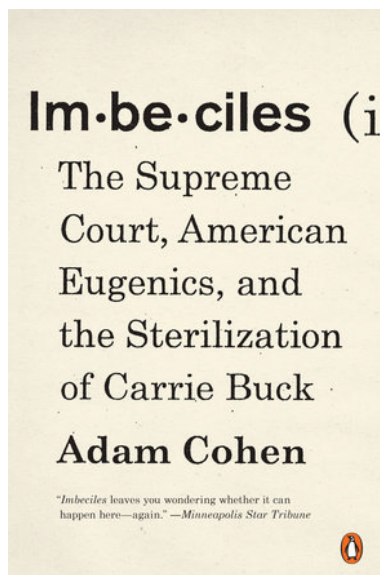 Im·be·ciles (i
The Supreme
Court, American
Eugenics, and
the Sterilization
of Carrie Buck
Adam Cohen
“Imbeciles leaves you wondering whether it can
happen here—again.” —Minneapolis Star Tribune